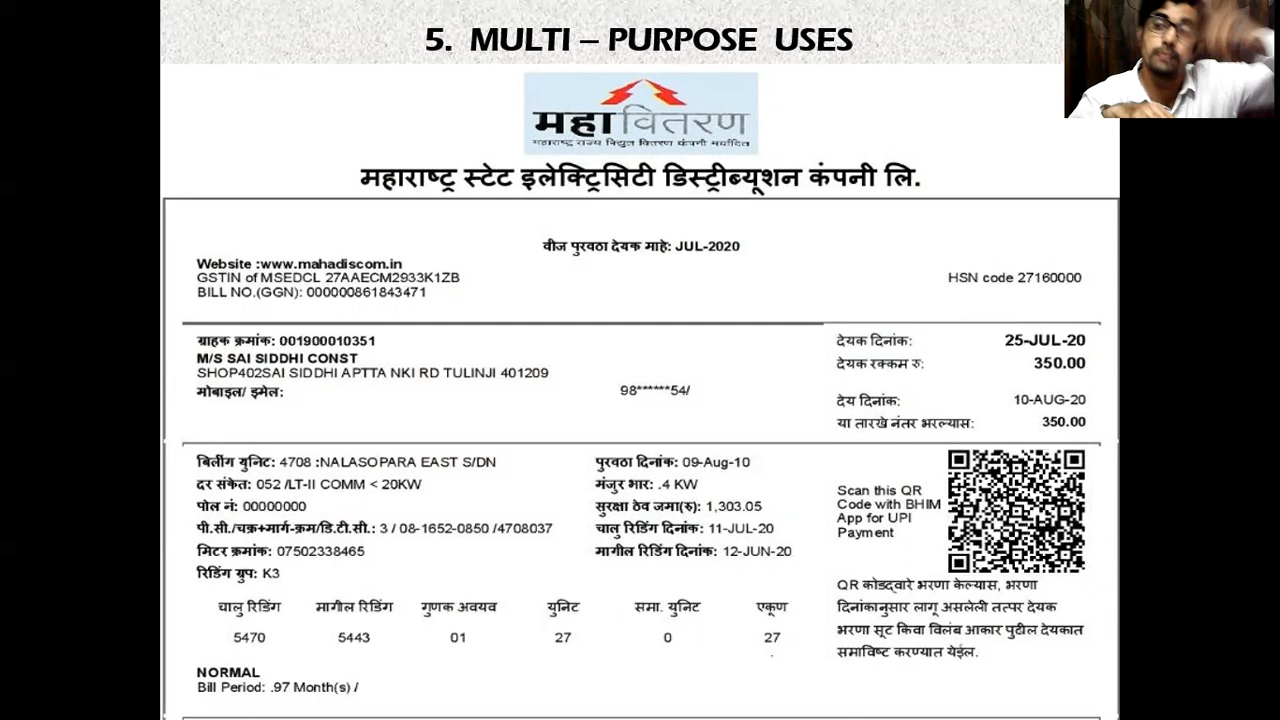 5. MULTI – PURPOSE USES
महावितरण
महाराष्ट्र राज्य विद्युत वितरण कंपनी मर्यादित
महाराष्ट्र स्टेट इलेक्ट्रिसिटी डिस्ट्रीब्यूशन कंपनी लि.
वीज पुरवठा देयक माहे: JUL-2020
Website :www.mahadiscom.in
GSTIN of MSEDCL 27AAECM2933K1ZB
HSN code 27160000
BILL NO.(GGN): 000000861843471
ग्राहक क्रमांक: 001900010351
M/S SAI SIDDHI CONST
SHOP402SAI SIDDHI APTTA NKI RD TULINJI 401209
मोबाइल/ इमेल: 98******54/
देयक दिनांक: 25-JUL-20
देयक रक्कम रु: 350.00
देय दिनांक: 10-AUG-20
या तारखे नंतर भरल्यास: 350.00
बिलींग युनिट: 4708 :NALASOPARA EAST S/DN
दर संकेत: 052 /LT-II COMM < 20KW
पोल नं: 00000000
पी.सी./चक्र+मार्ग-क्रम/डि.टी.सी.: 3 / 08-1652-0850 /4708037
मिटर क्रमांक: 07502338465
रिडिंग ग्रुप: K3
पुरवठा दिनांक: 09-Aug-10
मंजुर भार: .4 KW
सुरक्षा ठेव जमा(रु): 1,303.05
चालु रिडिंग दिनांक: 11-JUL-20
मागील रिडिंग दिनांक: 12-JUN-20
Scan this QR
Code with BHIM
App for UPI
Payment
QR कोडद्वारे भरणा केल्यास, भरणा
दिनांकानुसार लागू असलेली तत्पर देयक
भरणा सूट किंवा विलंब आकार पुढील देयकात
समाविष्ट करण्यात येईल.
चालु रिडिंग मागील रिडिंग गुणक अवयव युनिट समा. युनिट एकूण
5470 5443 01 27 0 27
NORMAL
Bill Period: .97 Month(s) /